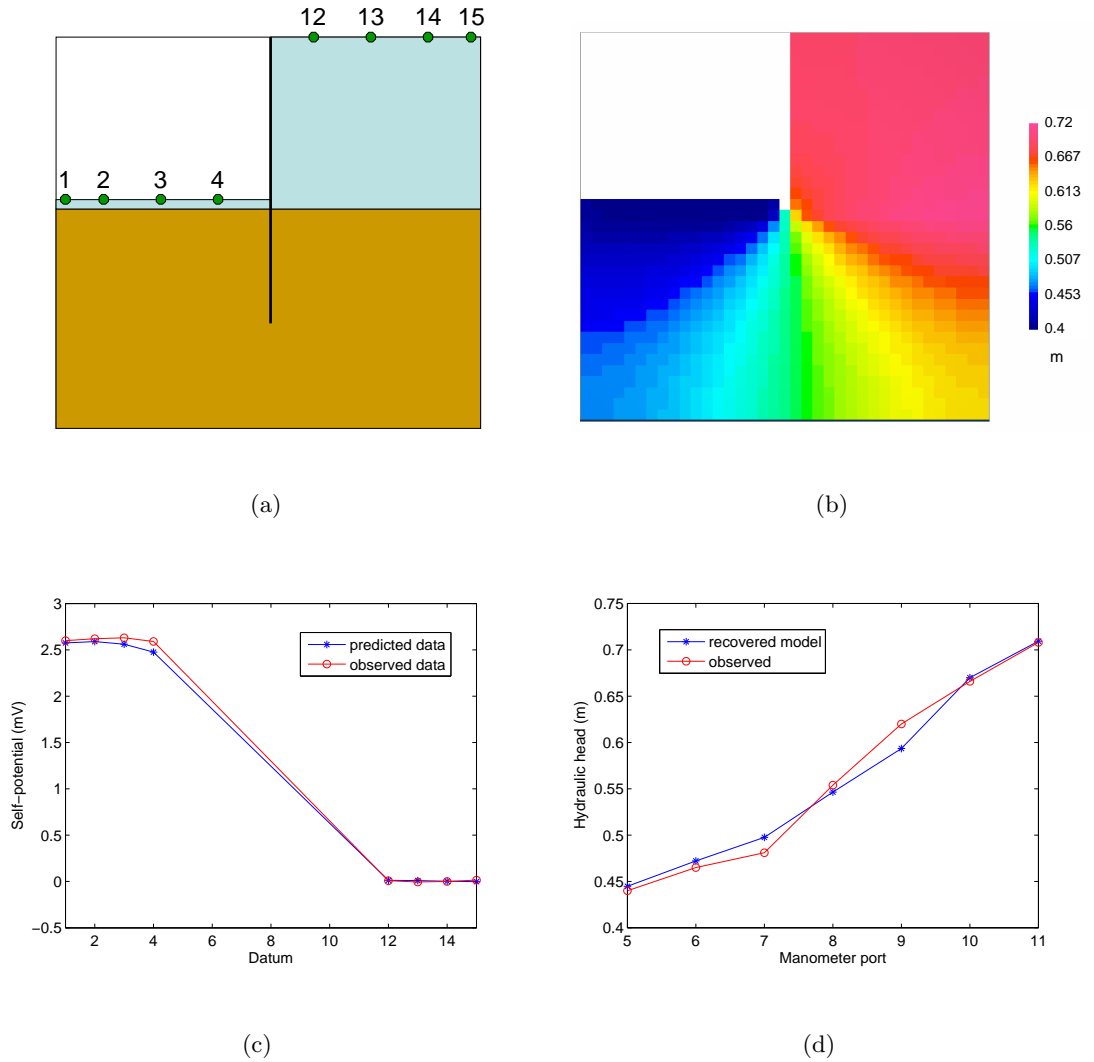 12 13 14 15
1 2 3 4
(a)
0.72
0.667
0.613
0.56
0.507
0.453
0.4
m
(b)
3
2.5
2
1.5
1
0.5
0
−0.5
2 4 6 8 10 12 14
Self−potential (mV)
Datum
predicted data
observed data
(c)
0.75
0.7
0.65
0.6
0.55
0.5
0.45
0.4
5 6 7 8 9 10 11
Hydraulic head (m)
Manometer port
recovered model
observed
(d)